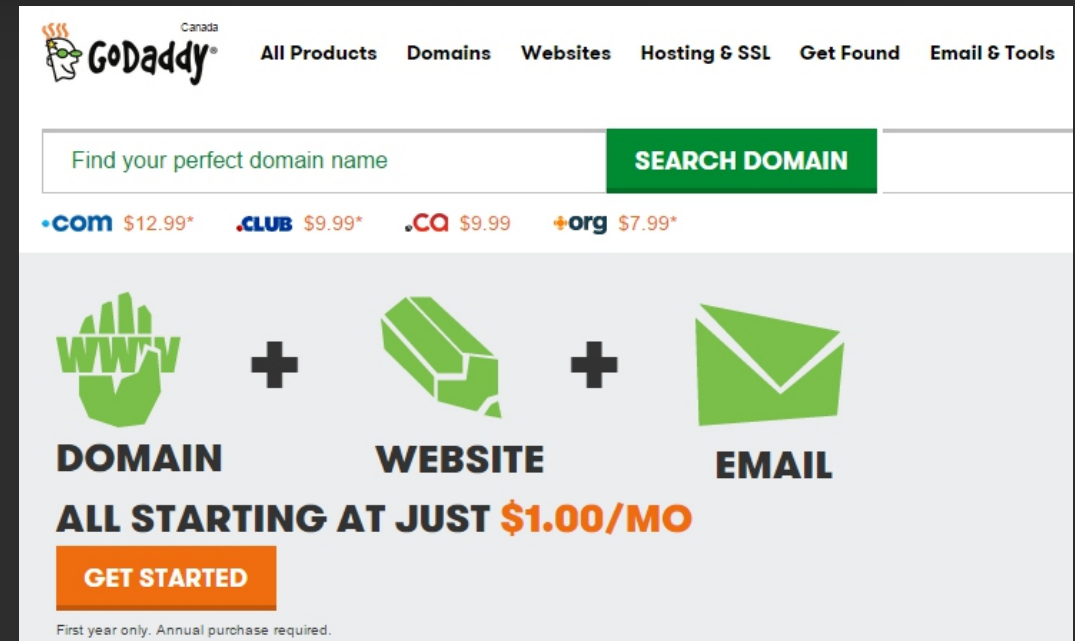 Canada
GoDaddy®
All Products Domains Websites Hosting & SSL Get Found Email & Tools
Find your perfect domain name SEARCH DOMAIN
.com $12.99* .CLUB $9.99* .ca $9.99 .org $7.99*
WWW
DOMAIN + WEBSITE + EMAIL
ALL STARTING AT JUST $1.00/MO
GET STARTED
First year only. Annual purchase required.